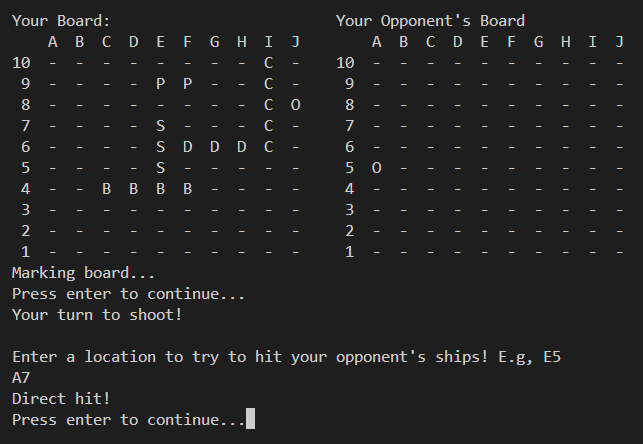 Your Board:                         Your Opponent's Board
    A  B  C  D  E  F  G  H  I  J        A  B  C  D  E  F  G  H  I  J
10  -  -  -  -  -  -  -  -  C  -    10  -  -  -  -  -  -  -  -  -  -
 9  -  -  -  -  P  P  -  -  C  -     9  -  -  -  -  -  -  -  -  -  -
 8  -  -  -  -  -  -  -  -  C  O     8  -  -  -  -  -  -  -  -  -  -
 7  -  -  -  -  S  -  -  -  C  -     7  -  -  -  -  -  -  -  -  -  -
 6  -  -  -  -  S  D  D  D  C  -     6  -  -  -  -  -  -  -  -  -  -
 5  -  -  -  -  S  -  -  -  -  -     5  O  -  -  -  -  -  -  -  -  -
 4  -  -  B  B  B  B  -  -  -  -     4  -  -  -  -  -  -  -  -  -  -
 3  -  -  -  -  -  -  -  -  -  -     3  -  -  -  -  -  -  -  -  -  -
 2  -  -  -  -  -  -  -  -  -  -     2  -  -  -  -  -  -  -  -  -  -
 1  -  -  -  -  -  -  -  -  -  -     1  -  -  -  -  -  -  -  -  -  -
Marking board...
Press enter to continue...
Your turn to shoot!

Enter a location to try to hit your opponent's ships! E.g, E5
A7
Direct hit!
Press enter to continue...